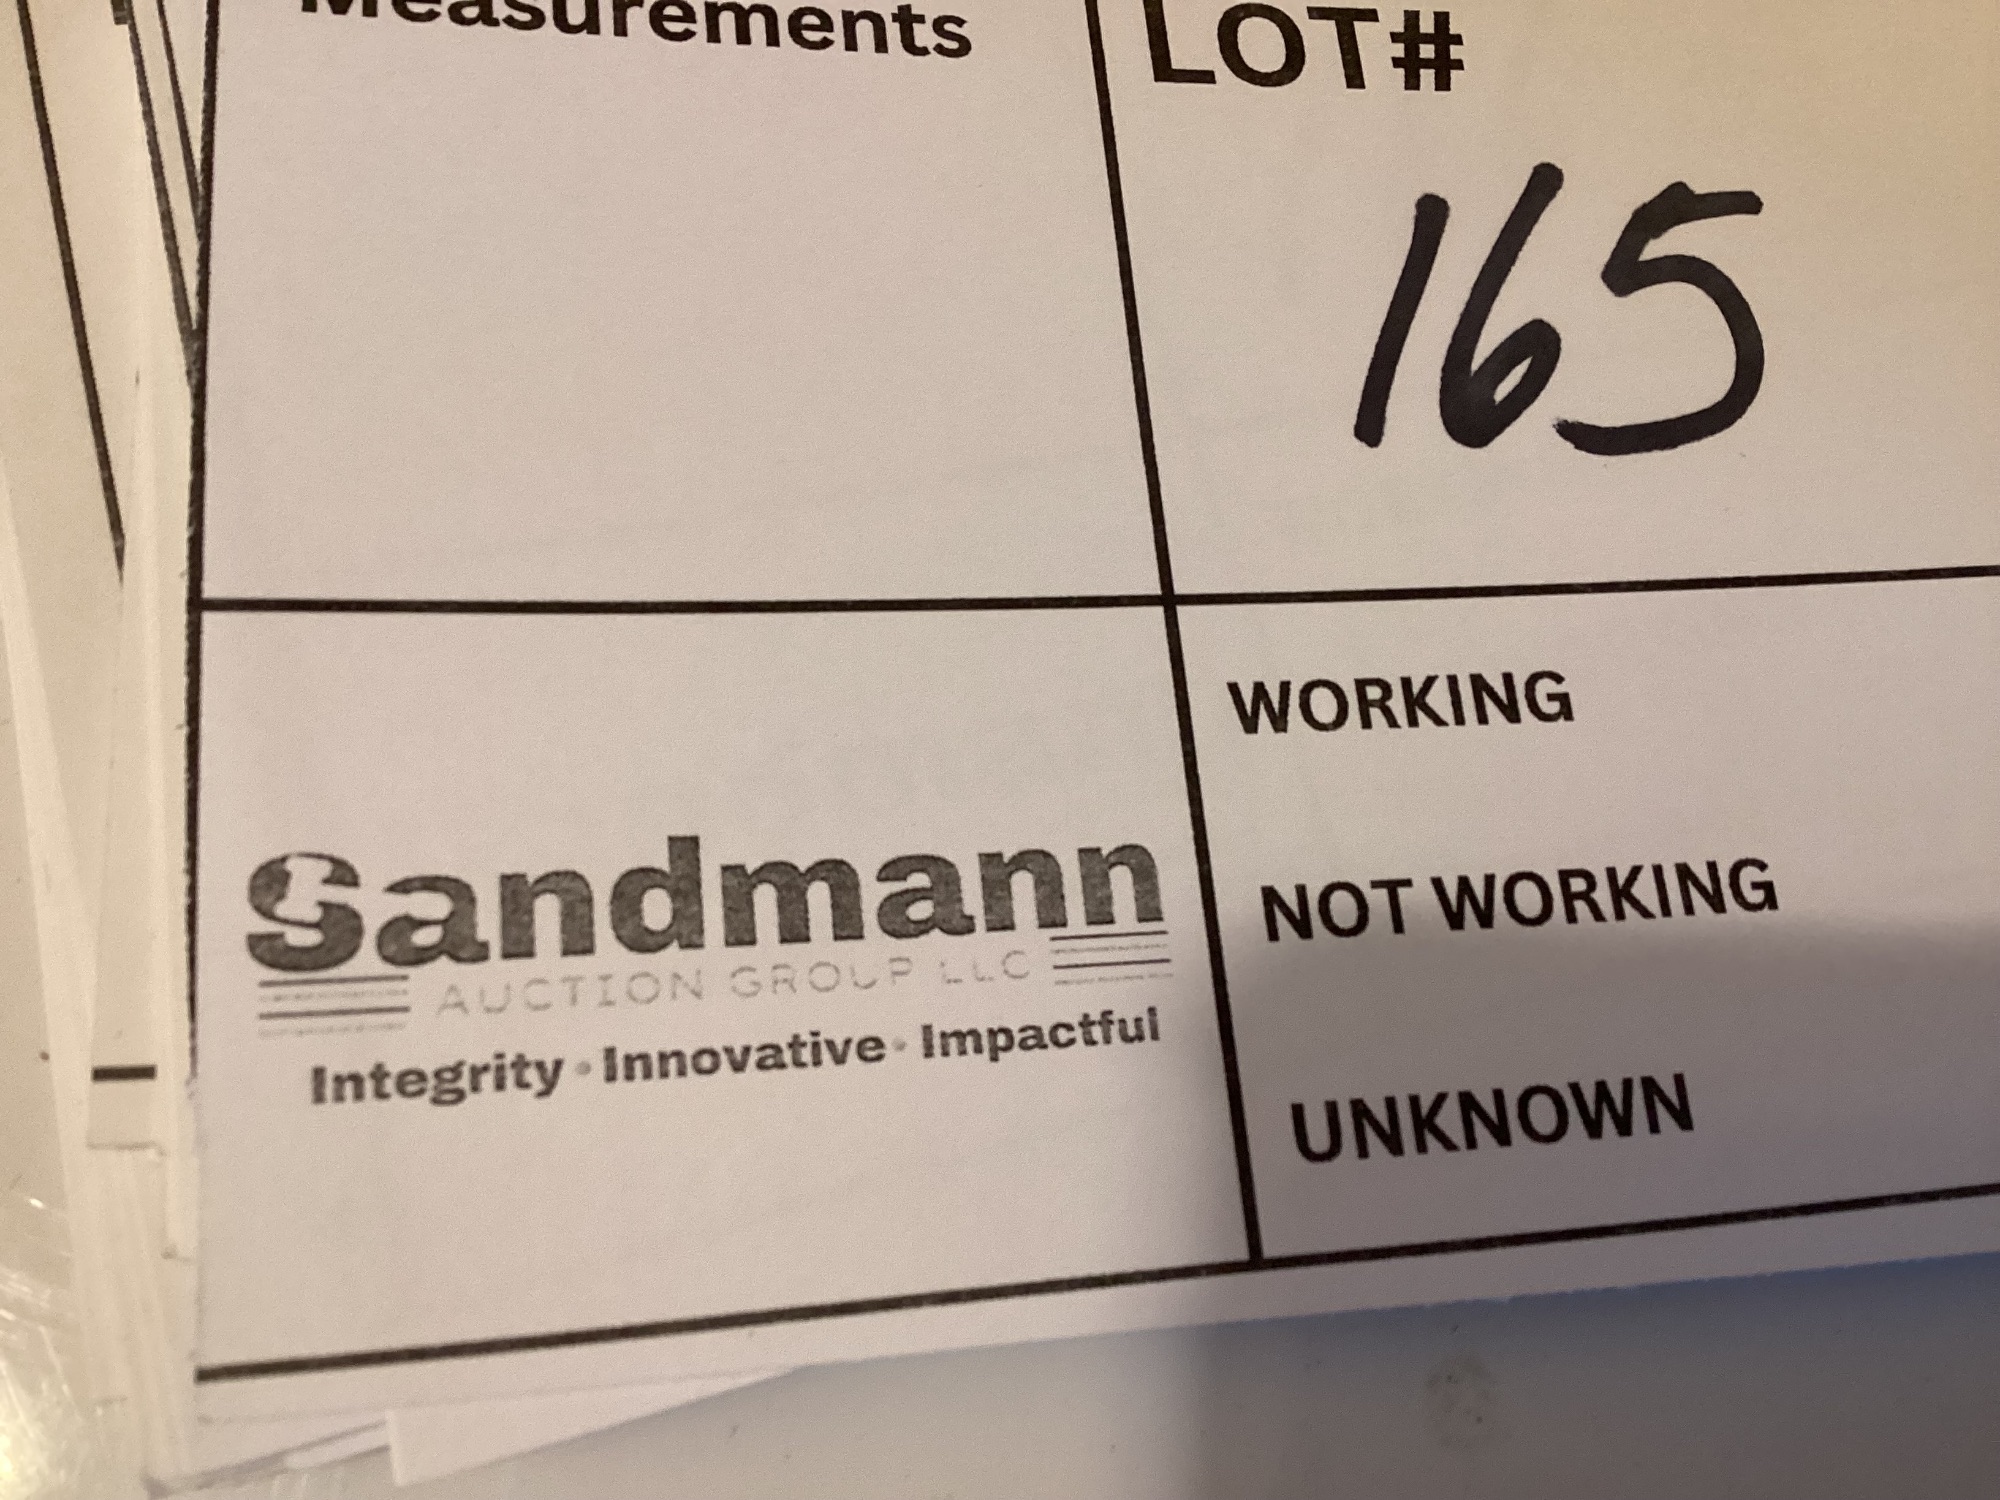 Measurements
LOT#
165
WORKING
NOT WORKING
UNKNOWN
Sandmann
AUCTION GROUP LLC
Integrity • Innovative • Impactful